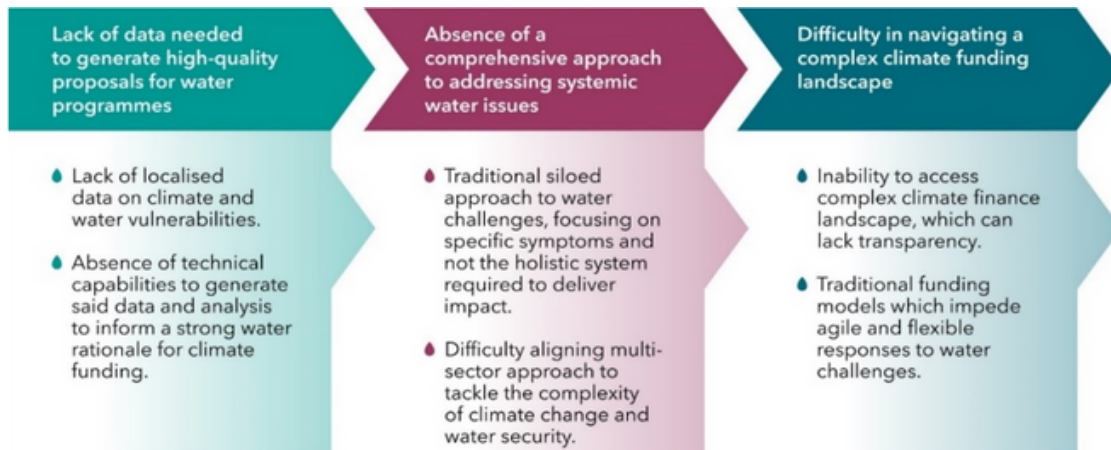 Lack of data needed
to generate high-quality
proposals for water
programmes
Lack of localised
data on climate and
water vulnerabilities.
Absence of technical
capabilities to generate
said data and analysis
to inform a strong water
rationale for climate
funding.
Absence of a
comprehensive approach
to addressing systemic
water issues
Traditional siloed
approach to water
challenges, focusing on
specific symptoms and
not the holistic system
required to deliver
impact.
Difficulty aligning multi-
sector approach to
tackle the complexity
of climate change and
water security.
Difficulty in navigating a
complex climate funding
landscape
Inability to access
complex climate finance
landscape, which can
lack transparency.
Traditional funding
models which impede
agile and flexible
responses to water
challenges.